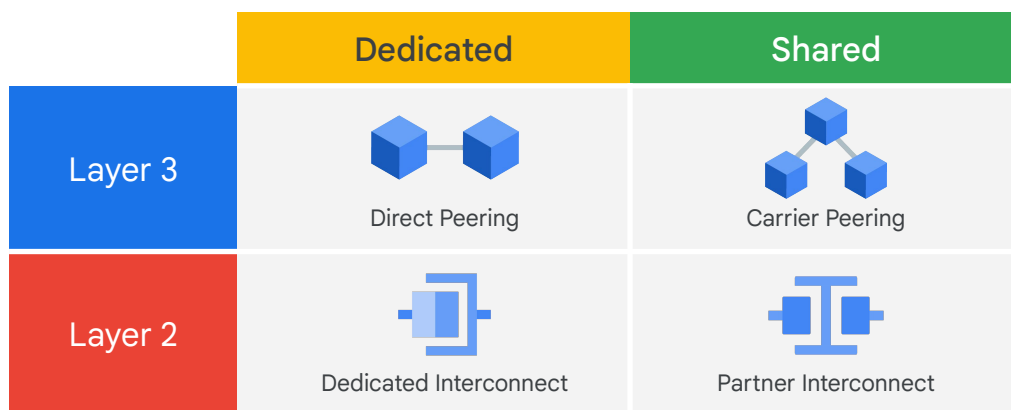 Dedicated
Shared
Layer 3
Direct Peering
Carrier Peering
Layer 2
Dedicated Interconnect
Partner Interconnect